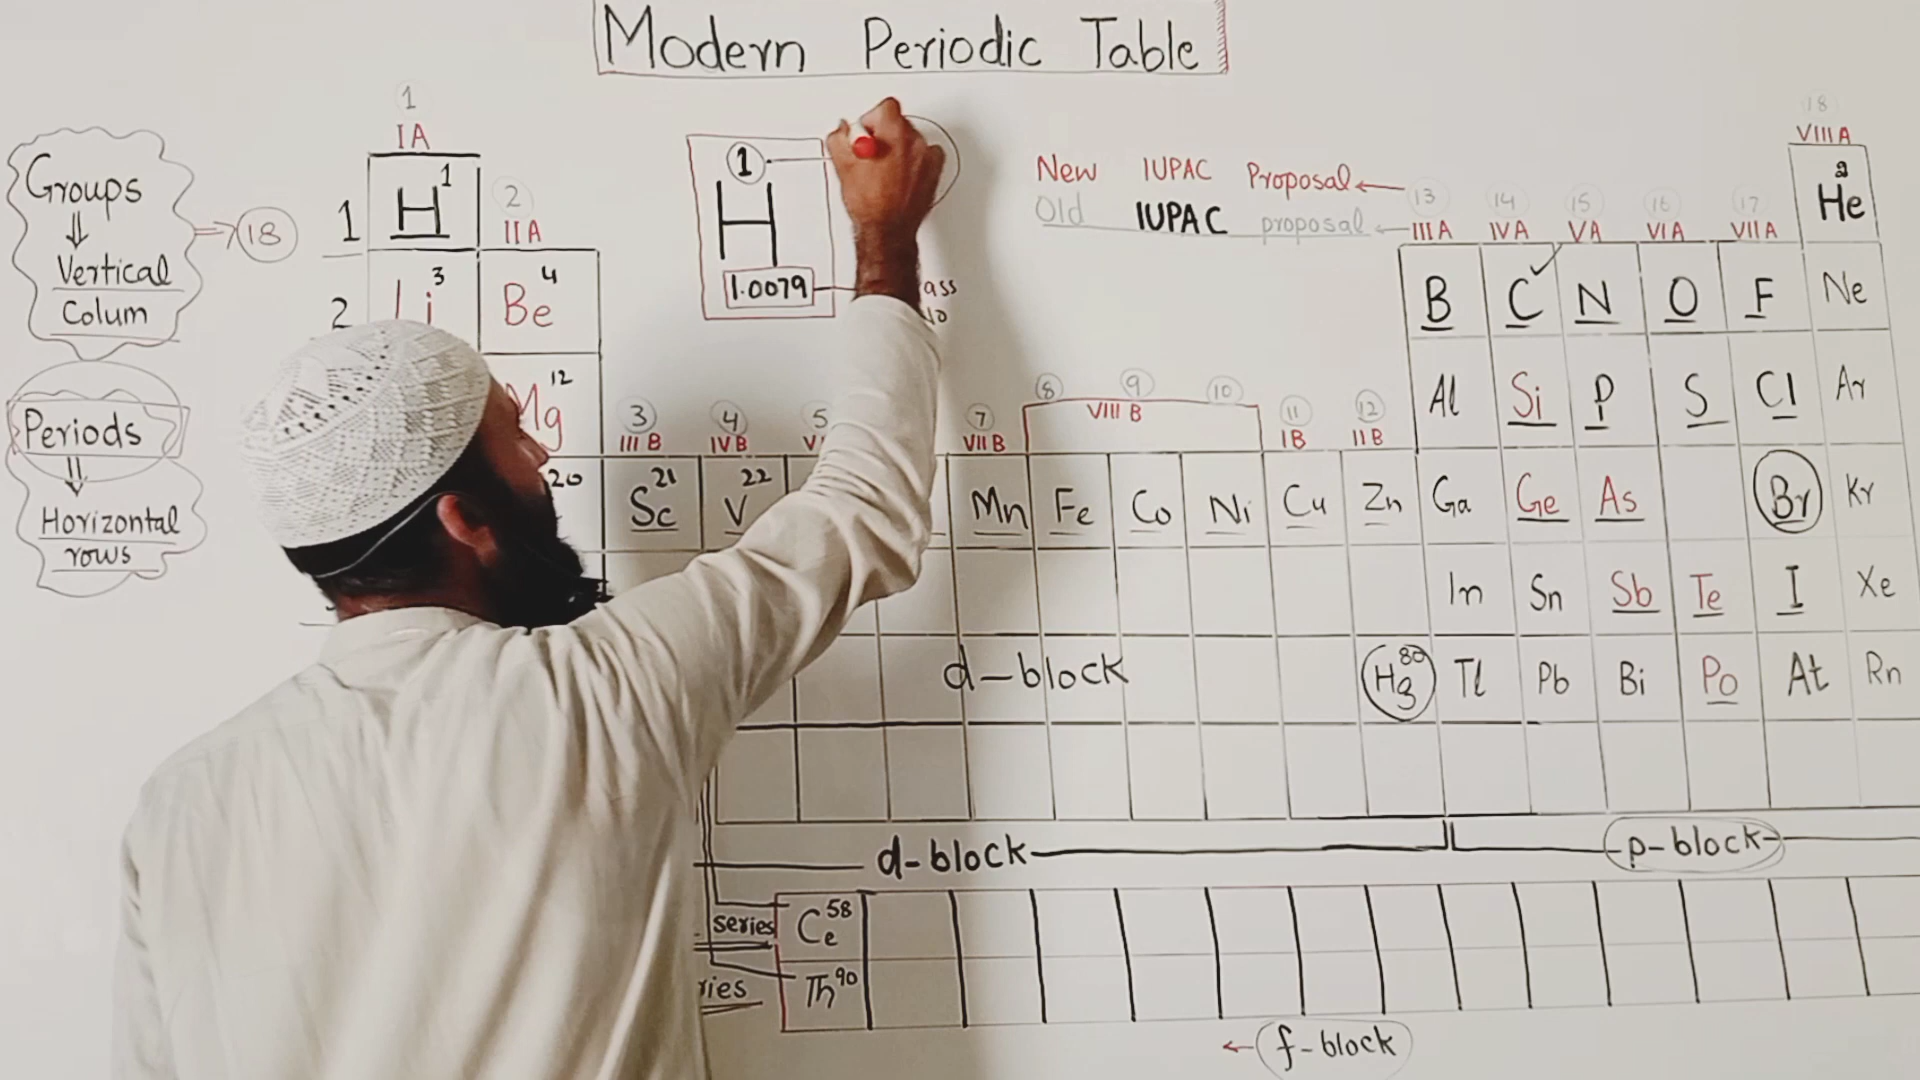 Modern Periodic Table
Groups
Vertical
Colum
18
Periods
Horizontal
rows
1
IA
H 1
1
2
IIA
2
3
Be 4
Mg 12
20
1
H
1.0079
New IUPAC Proposal
Old IUPAC proposal
13 14 15 16 17 18
IIIA IVA VA VIA VIIA VIIIA
He 2
B C N O F Ne
Al Si P S Cl Ar
3 4 5 7 8 9 10 11 12
IIIB IVB VIIB VIIIB IB IIB
Sc 21 V 22 Mn Fe Co Ni Cu Zn Ga Ge As Br Kr
In Sn Sb Te I Xe
d-block
Hg 80 Tl Pb Bi Po At Rn
d-block p-block
series Ce 58
Th 90
f-block